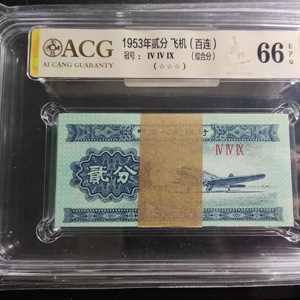 ACG
AI CANG GUARANTY
1953年贰分 飞机（百连）
冠号： IV IV IX （综合分）
（☆☆☆）
66 EPQ
IV IV IX
贰分